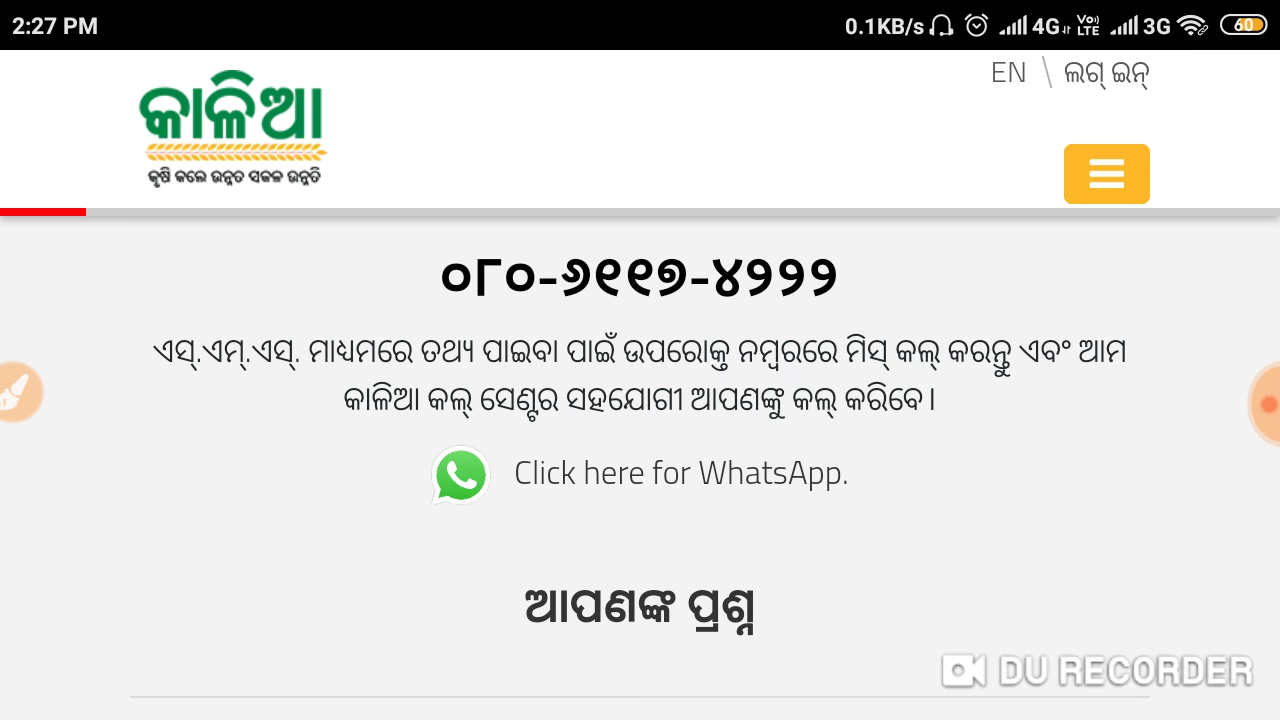 2:27 PM
0.1KB/s 4G VoLTE 3G 60
EN \ ଲଗ୍ ଇନ୍
କାଳିଆ
କୃଷି କଲେ ଉନ୍ନତ ସକଳ ଉନ୍ନତି
୦୮୦-୬୧୧୭-୪୨୨୨
ଏସ୍.ଏମ୍.ଏସ୍. ମାଧ୍ୟମରେ ତଥ୍ୟ ପାଇବା ପାଇଁ ଉପରୋକ୍ତ ନମ୍ବରରେ ମିସ୍ କଲ୍ କରନ୍ତୁ ଏବଂ ଆମ
କାଳିଆ କଲ୍ ସେଣ୍ଟର ସହଯୋଗୀ ଆପଣଙ୍କୁ କଲ୍ କରିବେ।
Click here for WhatsApp.
ଆପଣଙ୍କ ପ୍ରଶ୍ନ
DU RECORDER